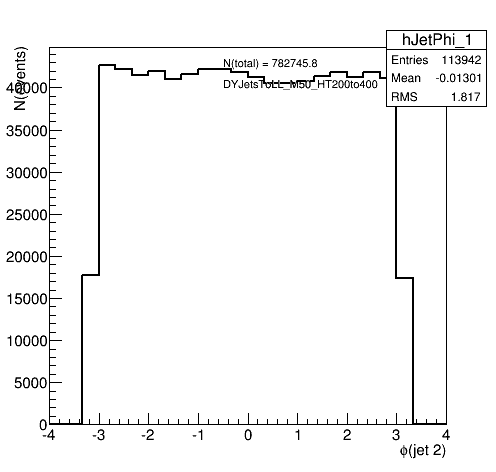 hJetPhi_1
Entries 113942
Mean -0.01301
RMS 1.817
N(total) = 782745.8
DYJetsToLL_M50_HT200to400
N(events)
40000
35000
30000
25000
20000
15000
10000
5000
0
-4 -3 -2 -1 0 1 2 3 4
ϕ(jet 2)